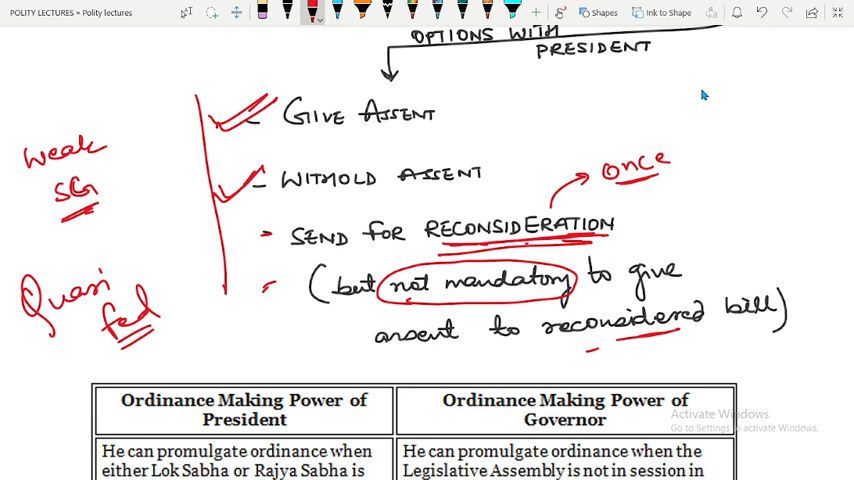 POLITY LECTURES » Polity lectures
Shapes
Ink to Shape
OPTIONS WITH
PRESIDENT
GIVE ASSENT
WITHOLD ASSENT
once
SEND FOR RECONSIDERATION
(but not mandatory to give
assent to reconsidered bill)
Weak
SG
Quasi
fed
Ordinance Making Power of
President
Ordinance Making Power of
Governor
He can promulgate ordinance when
either Lok Sabha or Rajya Sabha is
He can promulgate ordinance when the
Legislative Assembly is not in session in
Activate Windows
Go to Settings to activate Windows.